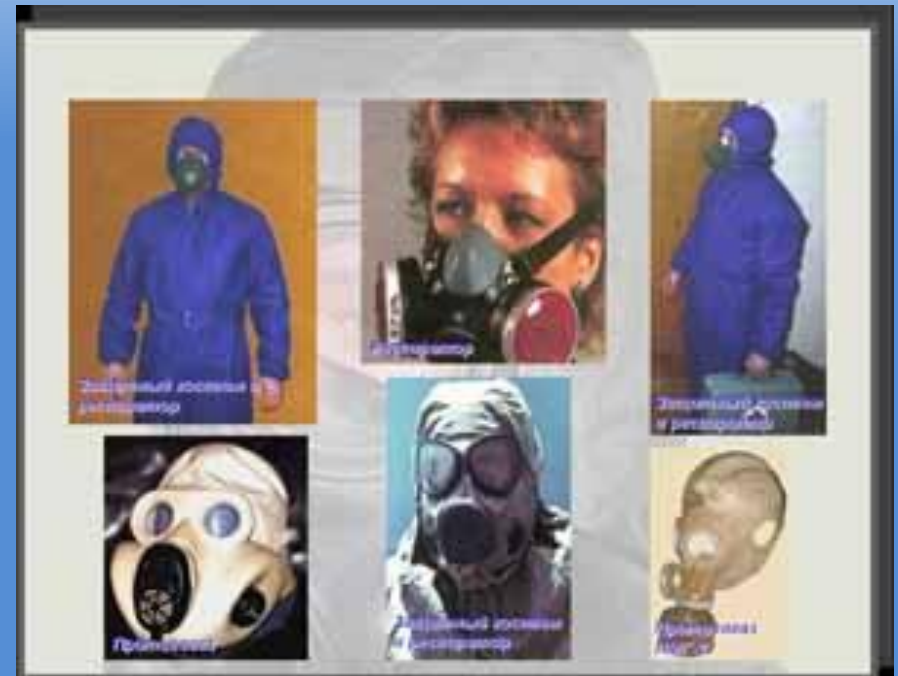 Защитный костюм и
респиратор
Респиратор
Защитный костюм
и респиратор
Противогаз
Защитный костюм
и респиратор
Противогаз